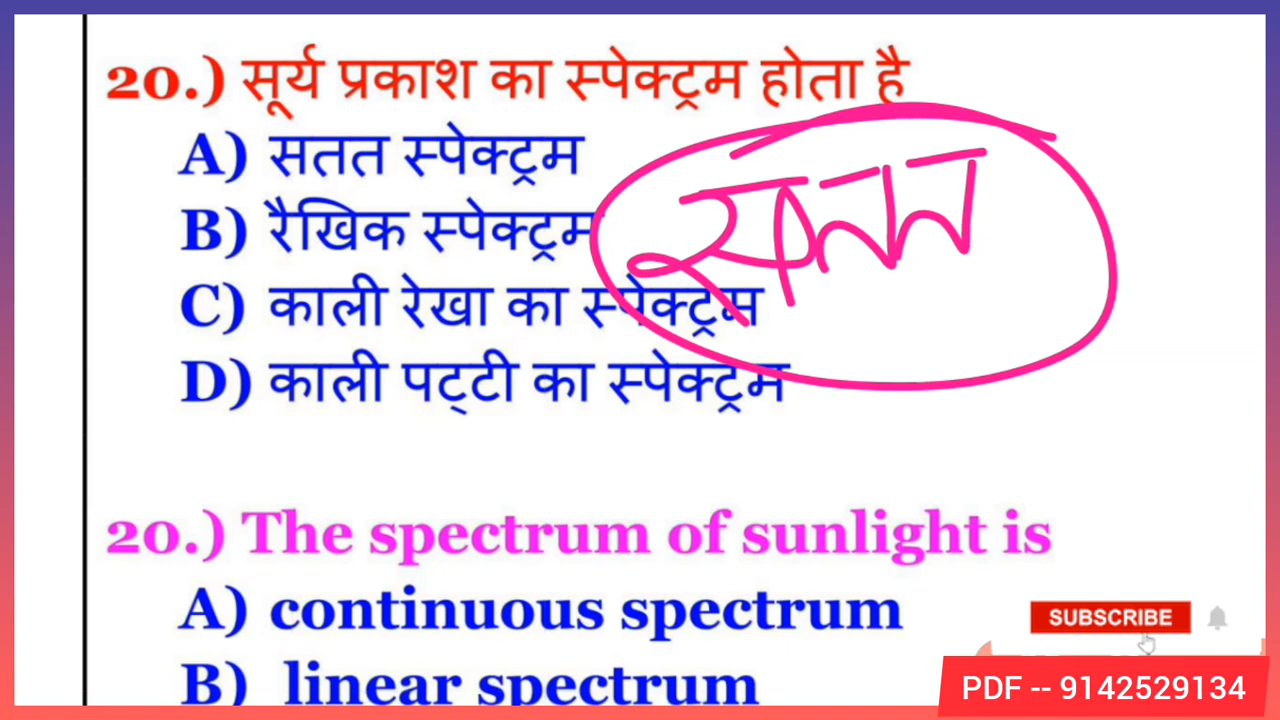 20.) सूर्य प्रकाश का स्पेक्ट्रम होता है
A) सतत स्पेक्ट्रम
B) रैखिक स्पेक्ट्रम
सतत
C) काली रेखा का स्पेक्ट्रम
D) काली पट्टी का स्पेक्ट्रम
20.) The spectrum of sunlight is
A) continuous spectrum
SUBSCRIBE
B) linear spectrum
PDF -- 9142529134